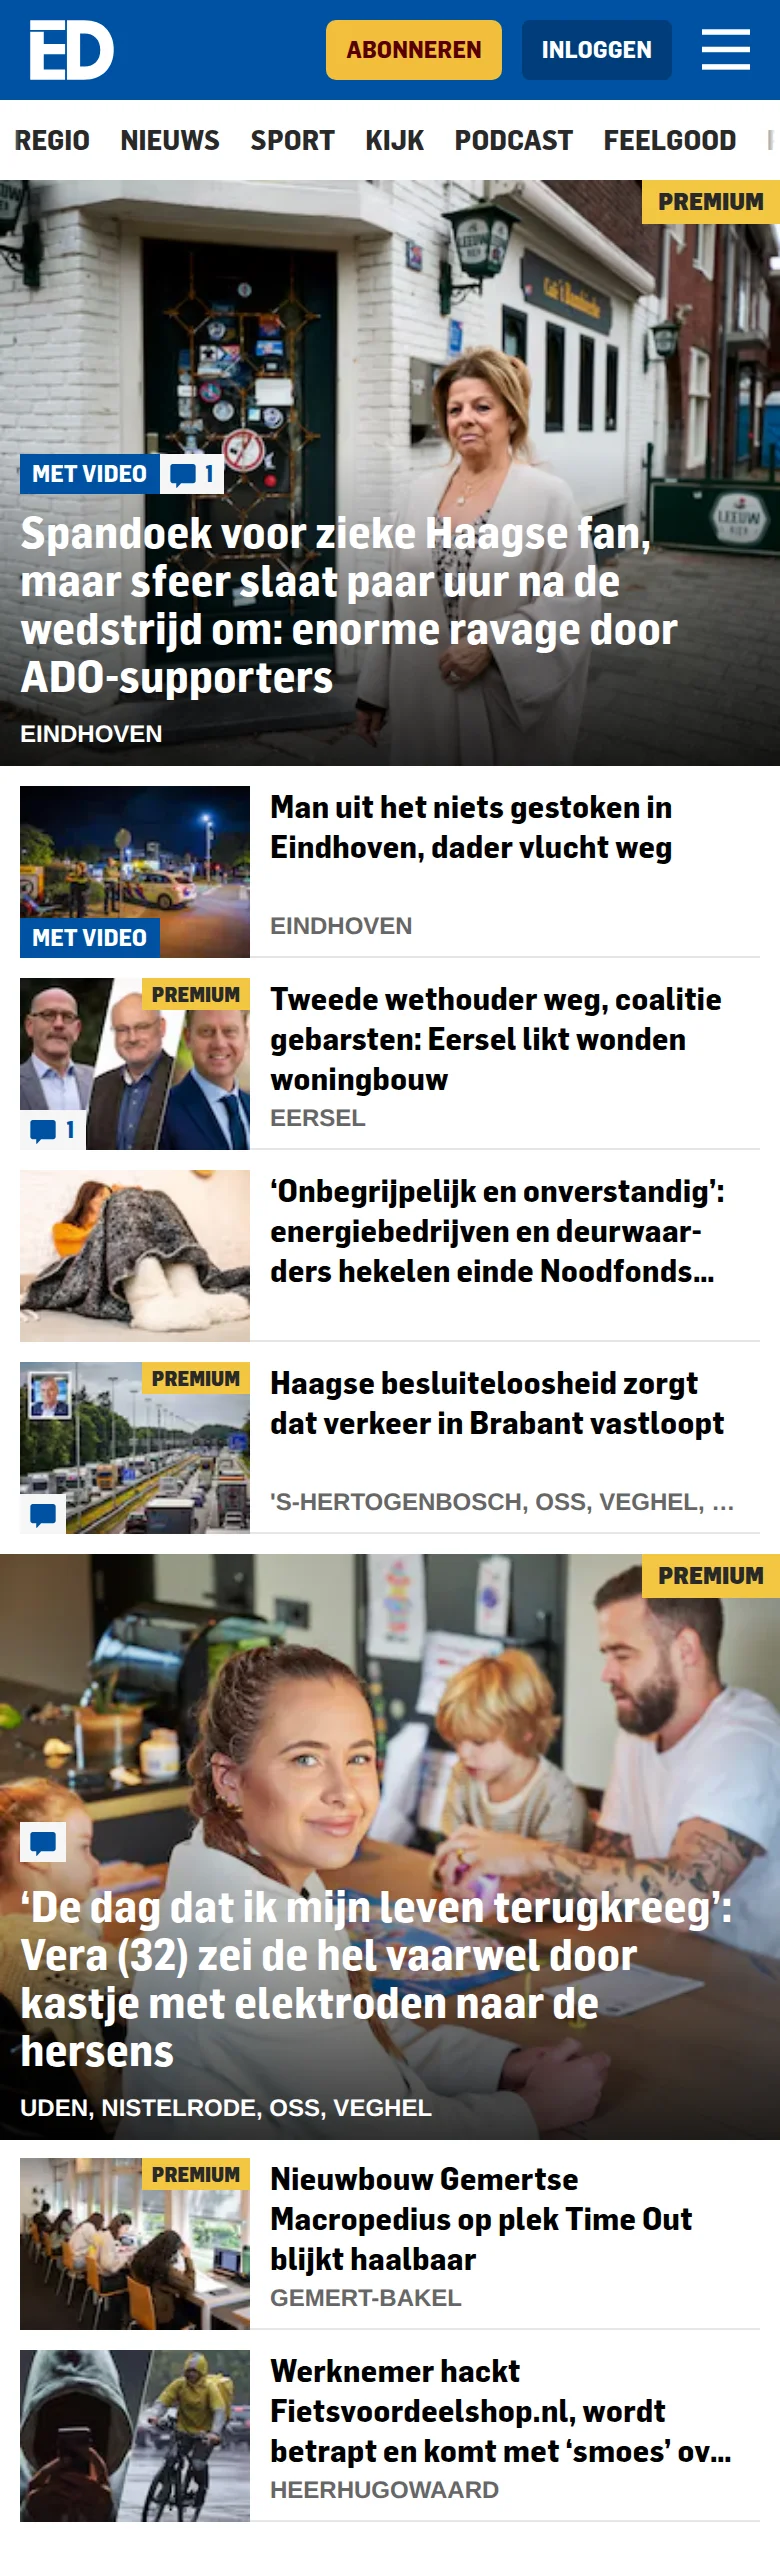 ED
ABONNEREN
INLOGGEN
REGIO NIEUWS SPORT KIJK PODCAST FEELGOOD
PREMIUM
LEEUW
BIER
LEEUW
BIER
MET VIDEO
1
Spandoek voor zieke Haagse fan,
maar sfeer slaat paar uur na de
wedstrijd om: enorme ravage door
ADO-supporters
EINDHOVEN
MET VIDEO
Man uit het niets gestoken in
Eindhoven, dader vlucht weg
EINDHOVEN
PREMIUM
1
Tweede wethouder weg, coalitie
gebarsten: Eersel likt wonden
woningbouw
EERSEL
‘Onbegrijpelijk en onverstandig’:
energiebedrijven en deurwaar-
ders hekelen einde Noodfonds...
PREMIUM
Haagse besluiteloosheid zorgt
dat verkeer in Brabant vastloopt
'S-HERTOGENBOSCH, OSS, VEGHEL, ...
PREMIUM
‘De dag dat ik mijn leven terugkreeg’:
Vera (32) zei de hel vaarwel door
kastje met elektroden naar de
hersens
UDEN, NISTELRODE, OSS, VEGHEL
PREMIUM
Nieuwbouw Gemertse
Macropedius op plek Time Out
blijkt haalbaar
GEMERT-BAKEL
Werknemer hackt
Fietsvoordeelshop.nl, wordt
betrapt en komt met ‘smoes’ ov...
HEERHUGOWAARD